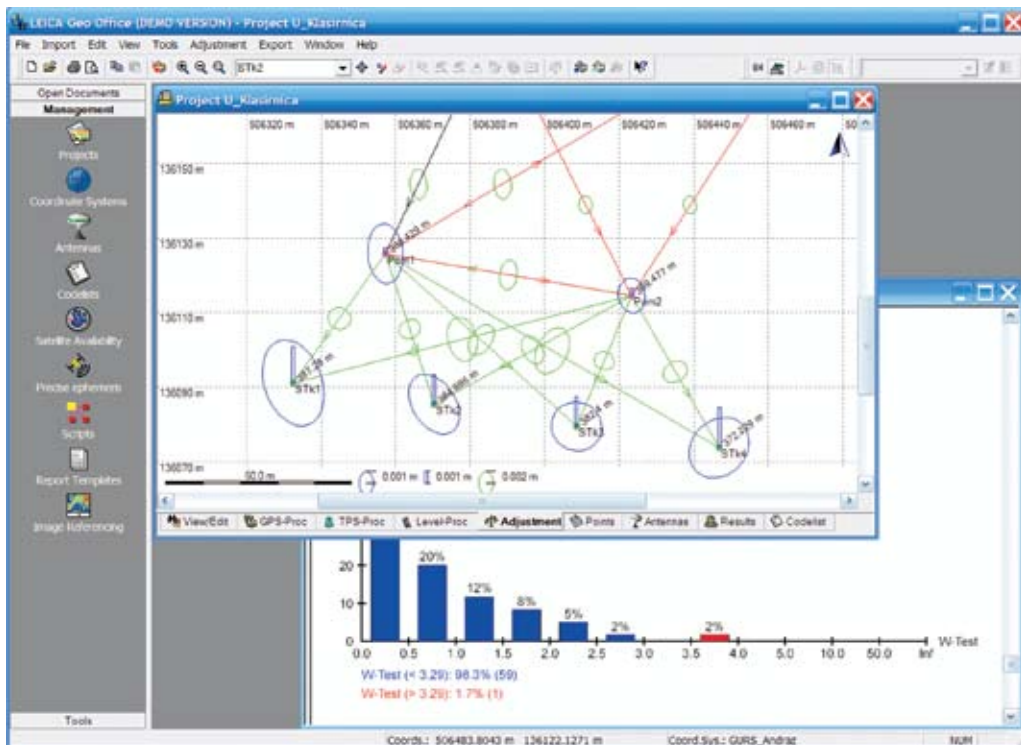 LEICA Geo Office (DEMO VERSION) - Project U_Klasirnica
File Import Edit View Tools Adjustment Export Window Help
STk2
Open Documents
Management
Projects
Coordinate Systems
Antennas
Codelists
Satellite Availability
Precise ephemeris
Scripts
Report Templates
Image Referencing
Tools
Project U_Klasirnica
506320 m 506340 m 506360 m 506380 m 506400 m 506420 m 506440 m 506460 m 50
136150 m
136130 m
136110 m
136090 m
136070 m
STk1
STk2
STk3
STk4
50.0 m 0.001 m 0.001 m 0.002 m
View/Edit GPS-Proc TPS-Proc Level-Proc Adjustment Points Antennas Results Codelist
20
10
0
20% 12% 8% 5% 2% 2%
0.0 0.5 1.0 1.5 2.0 2.5 3.0 3.5 4.0 5.0 10.0 50.0 Inf
W-Test
W-Test (< 3.29): 98.3% (59)
W-Test (> 3.29): 1.7% (1)
Coords.: 506483.8043 m 136122.1271 m Coord.Sys.: GURS_Andraz NUM